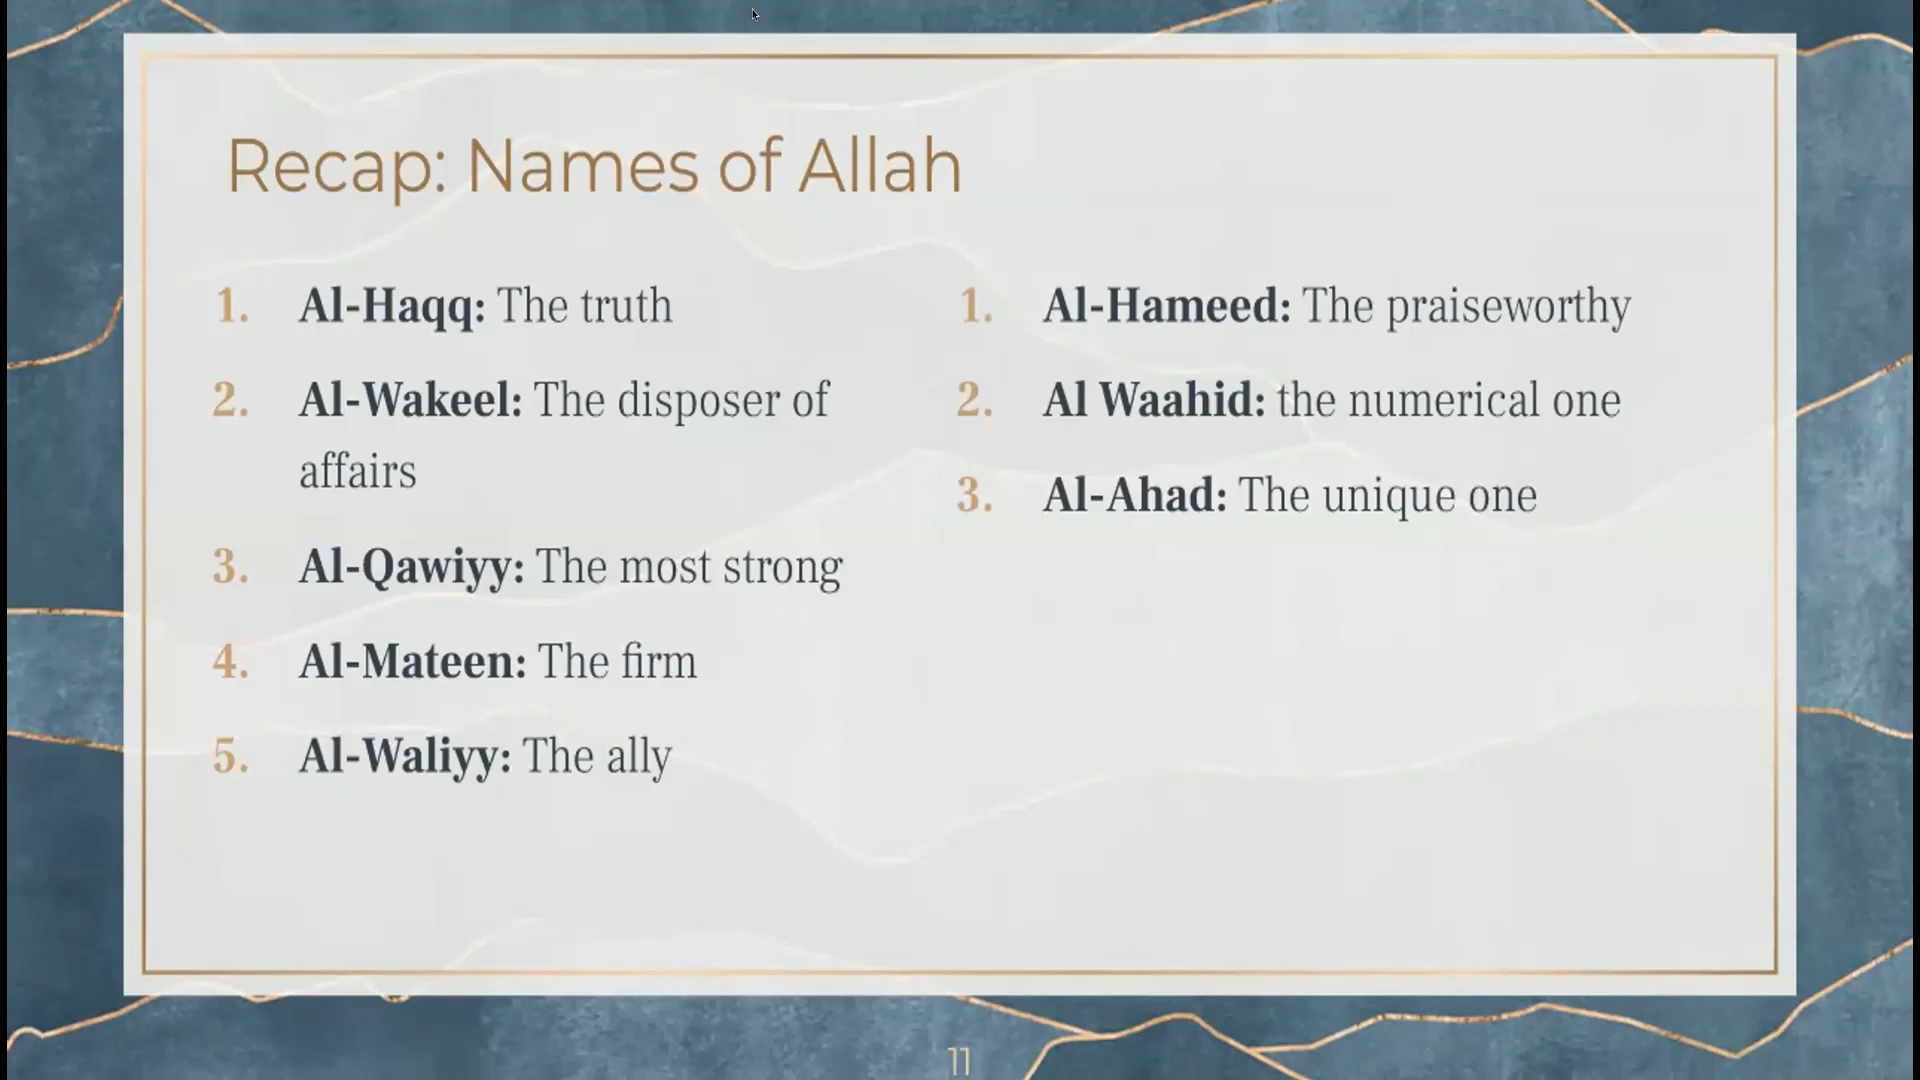 Recap: Names of Allah
1. Al-Haqq: The truth
2. Al-Wakeel: The disposer of
affairs
3. Al-Qawiyy: The most strong
4. Al-Mateen: The firm
5. Al-Waliyy: The ally
1. Al-Hameed: The praiseworthy
2. Al Waahid: the numerical one
3. Al-Ahad: The unique one
11